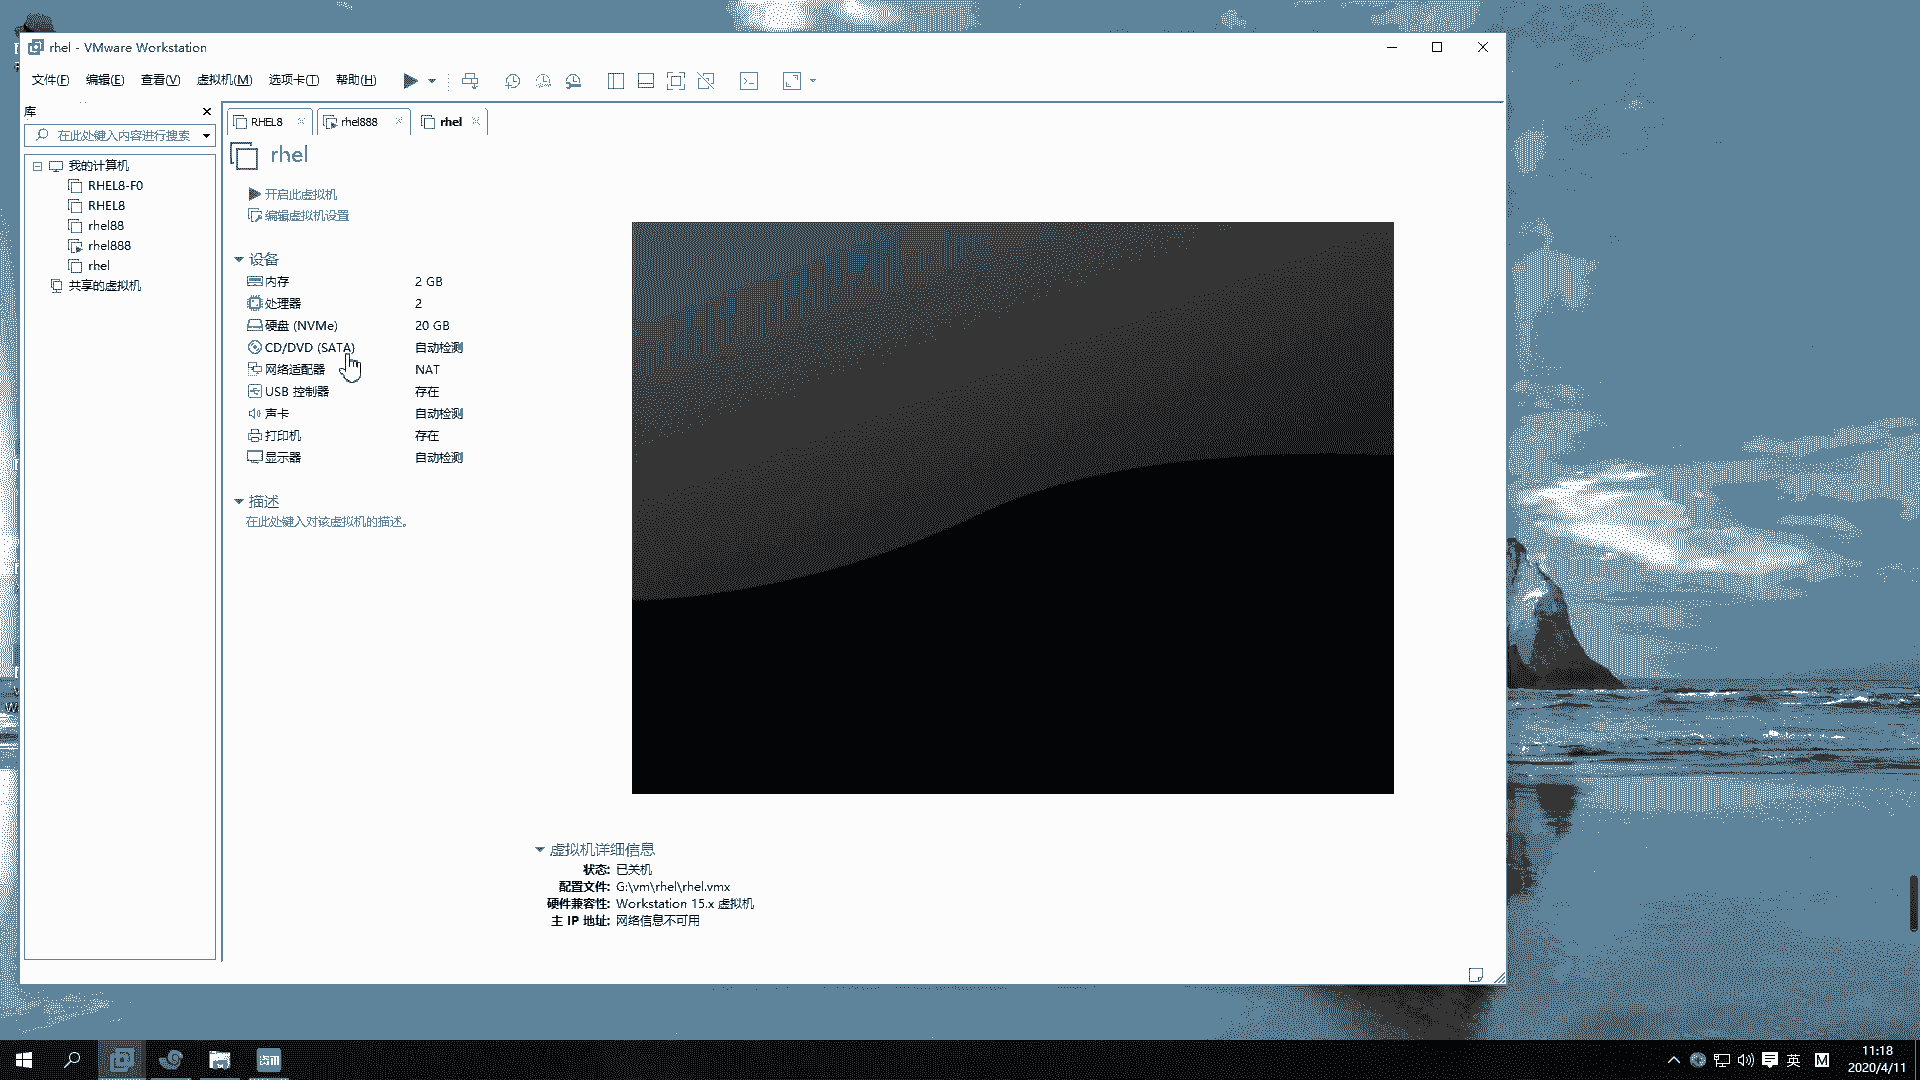 rhel - VMware Workstation
文件(F) 编辑(E) 查看(V) 虚拟机(M) 选项卡(T) 帮助(H)
库
在此处键入内容进行搜索
我的计算机
RHEL8-F0
RHEL8
rhel88
rhel888
rhel
共享的虚拟机
RHEL8 rhel888 rhel
rhel
开启此虚拟机
编辑虚拟机设置
设备
内存 2 GB
处理器 2
硬盘 (NVMe) 20 GB
CD/DVD (SATA) 自动检测
网络适配器 NAT
USB 控制器 存在
声卡 自动检测
打印机 存在
显示器 自动检测
描述
在此处键入对该虚拟机的描述。
虚拟机详细信息
状态: 已关机
配置文件: G:\vm\rhel\rhel.vmx
硬件兼容性: Workstation 15.x 虚拟机
主 IP 地址: 网络信息不可用
英
M
11:18
2020/4/11